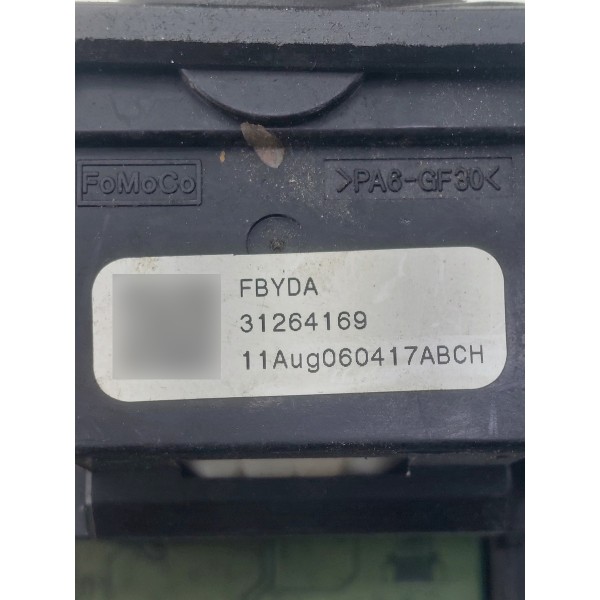 FoMoCo
>PA6-GF30<
FBYDA
31264169
11Aug060417ABCH